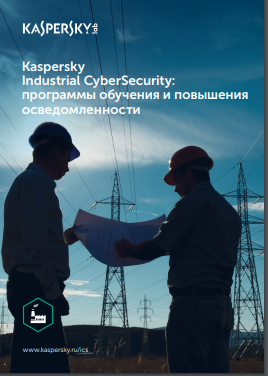 KASPERSKY lab
Kaspersky
Industrial CyberSecurity:
программы обучения и повышения
осведомленности
www.kaspersky.ru/ics